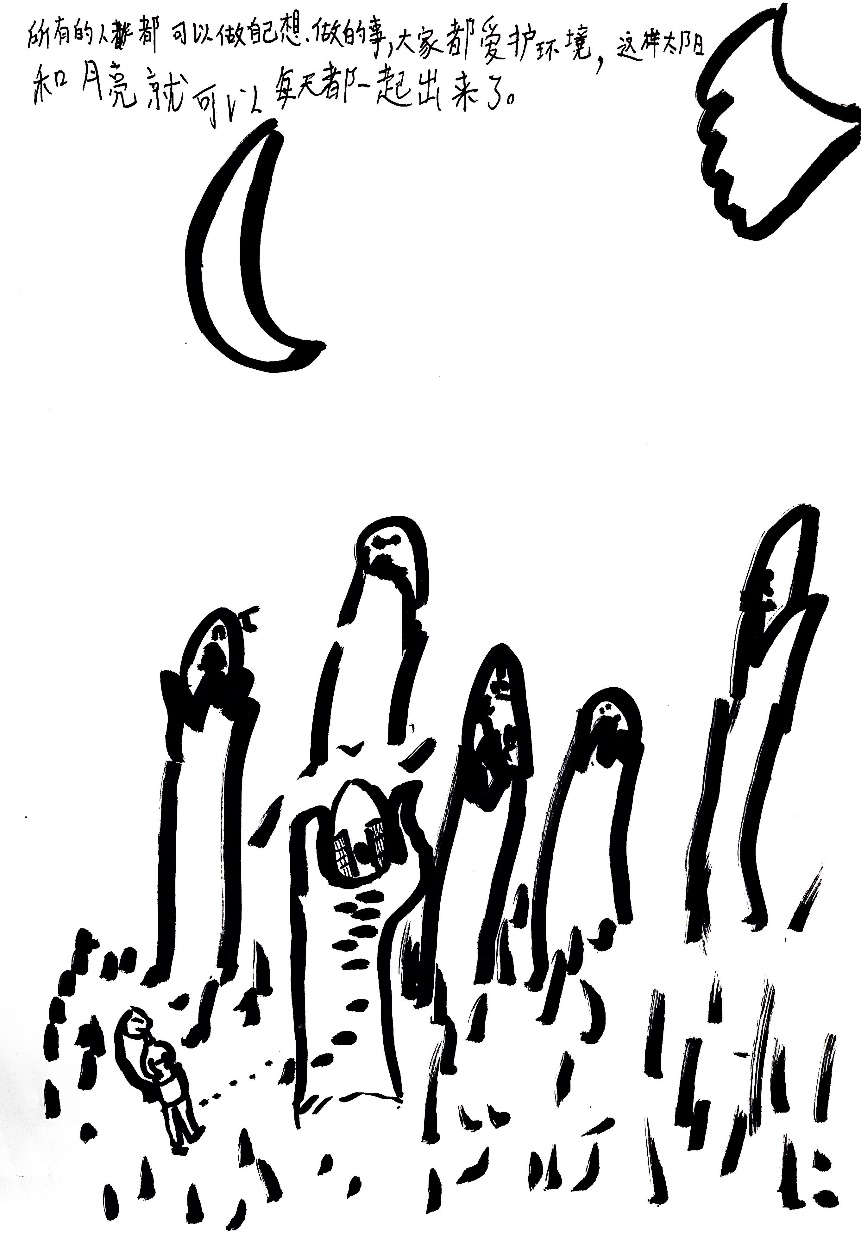 所有的人都可以做自己想做的事,大家都爱护环境,这样太阳
和月亮就可以每天都一起出来了。